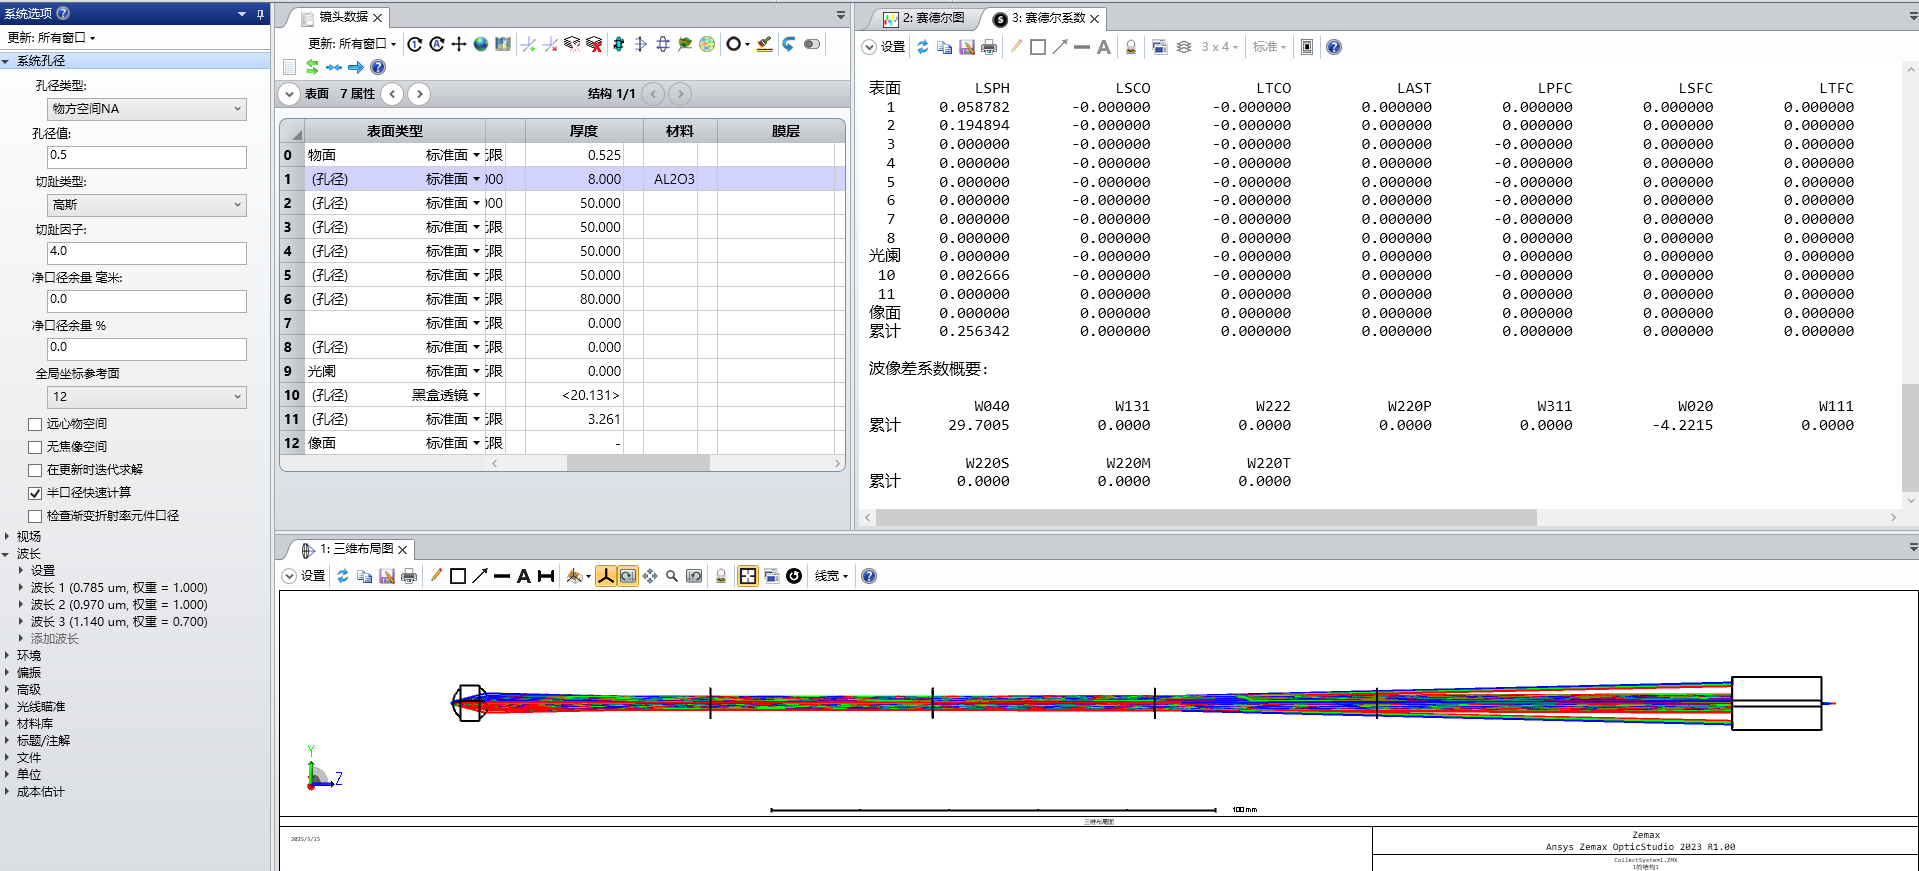 系统选项
更新: 所有窗口
系统孔径
孔径类型:
物方空间NA
孔径值:
0.5
切趾类型:
高斯
切趾因子:
4.0
净口径余量 毫米:
0.0
净口径余量 %
0.0
全局坐标参考面
12
远心物空间
无焦像空间
在更新时迭代求解
半口径快速计算
检查渐变折射率元件口径
视场
波长
设置
波长 1 (0.785 um, 权重 = 1.000)
波长 2 (0.970 um, 权重 = 1.000)
波长 3 (1.140 um, 权重 = 0.700)
添加波长
环境
偏振
高级
光线瞄准
材料库
标题/注解
文件
单位
成本估计
镜头数据
更新: 所有窗口
表面 7 属性 结构 1/1
表面类型 厚度 材料 膜层
0 物面 标准面 无限 0.525
1 (孔径) 标准面 000 8.000 AL2O3
2 (孔径) 标准面 000 50.000
3 (孔径) 标准面 无限 50.000
4 (孔径) 标准面 无限 50.000
5 (孔径) 标准面 无限 50.000
6 (孔径) 标准面 无限 80.000
7 标准面 无限 0.000
8 (孔径) 标准面 无限 0.000
9 光阑 标准面 无限 0.000
10 (孔径) 黑盒透镜 <20.131>
11 (孔径) 标准面 无限 3.261
12 像面 标准面 无限 -
2: 赛德尔图 3: 赛德尔系数
设置 3 x 4 标准
表面 LSPH LSCO LTCO LAST LPFC LSFC LTFC
1 0.058782 -0.000000 -0.000000 0.000000 0.000000 0.000000 0.000000
2 0.194894 -0.000000 -0.000000 0.000000 0.000000 0.000000 0.000000
3 0.000000 -0.000000 -0.000000 0.000000 -0.000000 0.000000 0.000000
4 0.000000 -0.000000 -0.000000 0.000000 -0.000000 0.000000 0.000000
5 0.000000 -0.000000 -0.000000 0.000000 -0.000000 0.000000 0.000000
6 0.000000 -0.000000 -0.000000 0.000000 -0.000000 0.000000 0.000000
7 0.000000 -0.000000 -0.000000 0.000000 -0.000000 0.000000 0.000000
8 0.000000 0.000000 0.000000 0.000000 0.000000 0.000000 0.000000
光阑 0.000000 -0.000000 -0.000000 0.000000 0.000000 0.000000 0.000000
10 0.002666 -0.000000 -0.000000 0.000000 -0.000000 0.000000 0.000000
11 0.000000 0.000000 0.000000 0.000000 0.000000 0.000000 0.000000
像面 0.000000 0.000000 0.000000 0.000000 0.000000 0.000000 0.000000
累计 0.256342 0.000000 0.000000 0.000000 0.000000 0.000000 0.000000
波像差系数概要:
W040 W131 W222 W220P W311 W020 W111
累计 29.7005 0.0000 0.0000 0.0000 0.0000 -4.2215 0.0000
W220S W220M W220T
累计 0.0000 0.0000 0.0000
1: 三维布局图
设置 线宽
Y
Z
100 mm
三维布局图
2025/5/15
Zemax
Ansys Zemax OpticStudio 2023 R1.00
CollectSystem1.ZMX
1的结构1